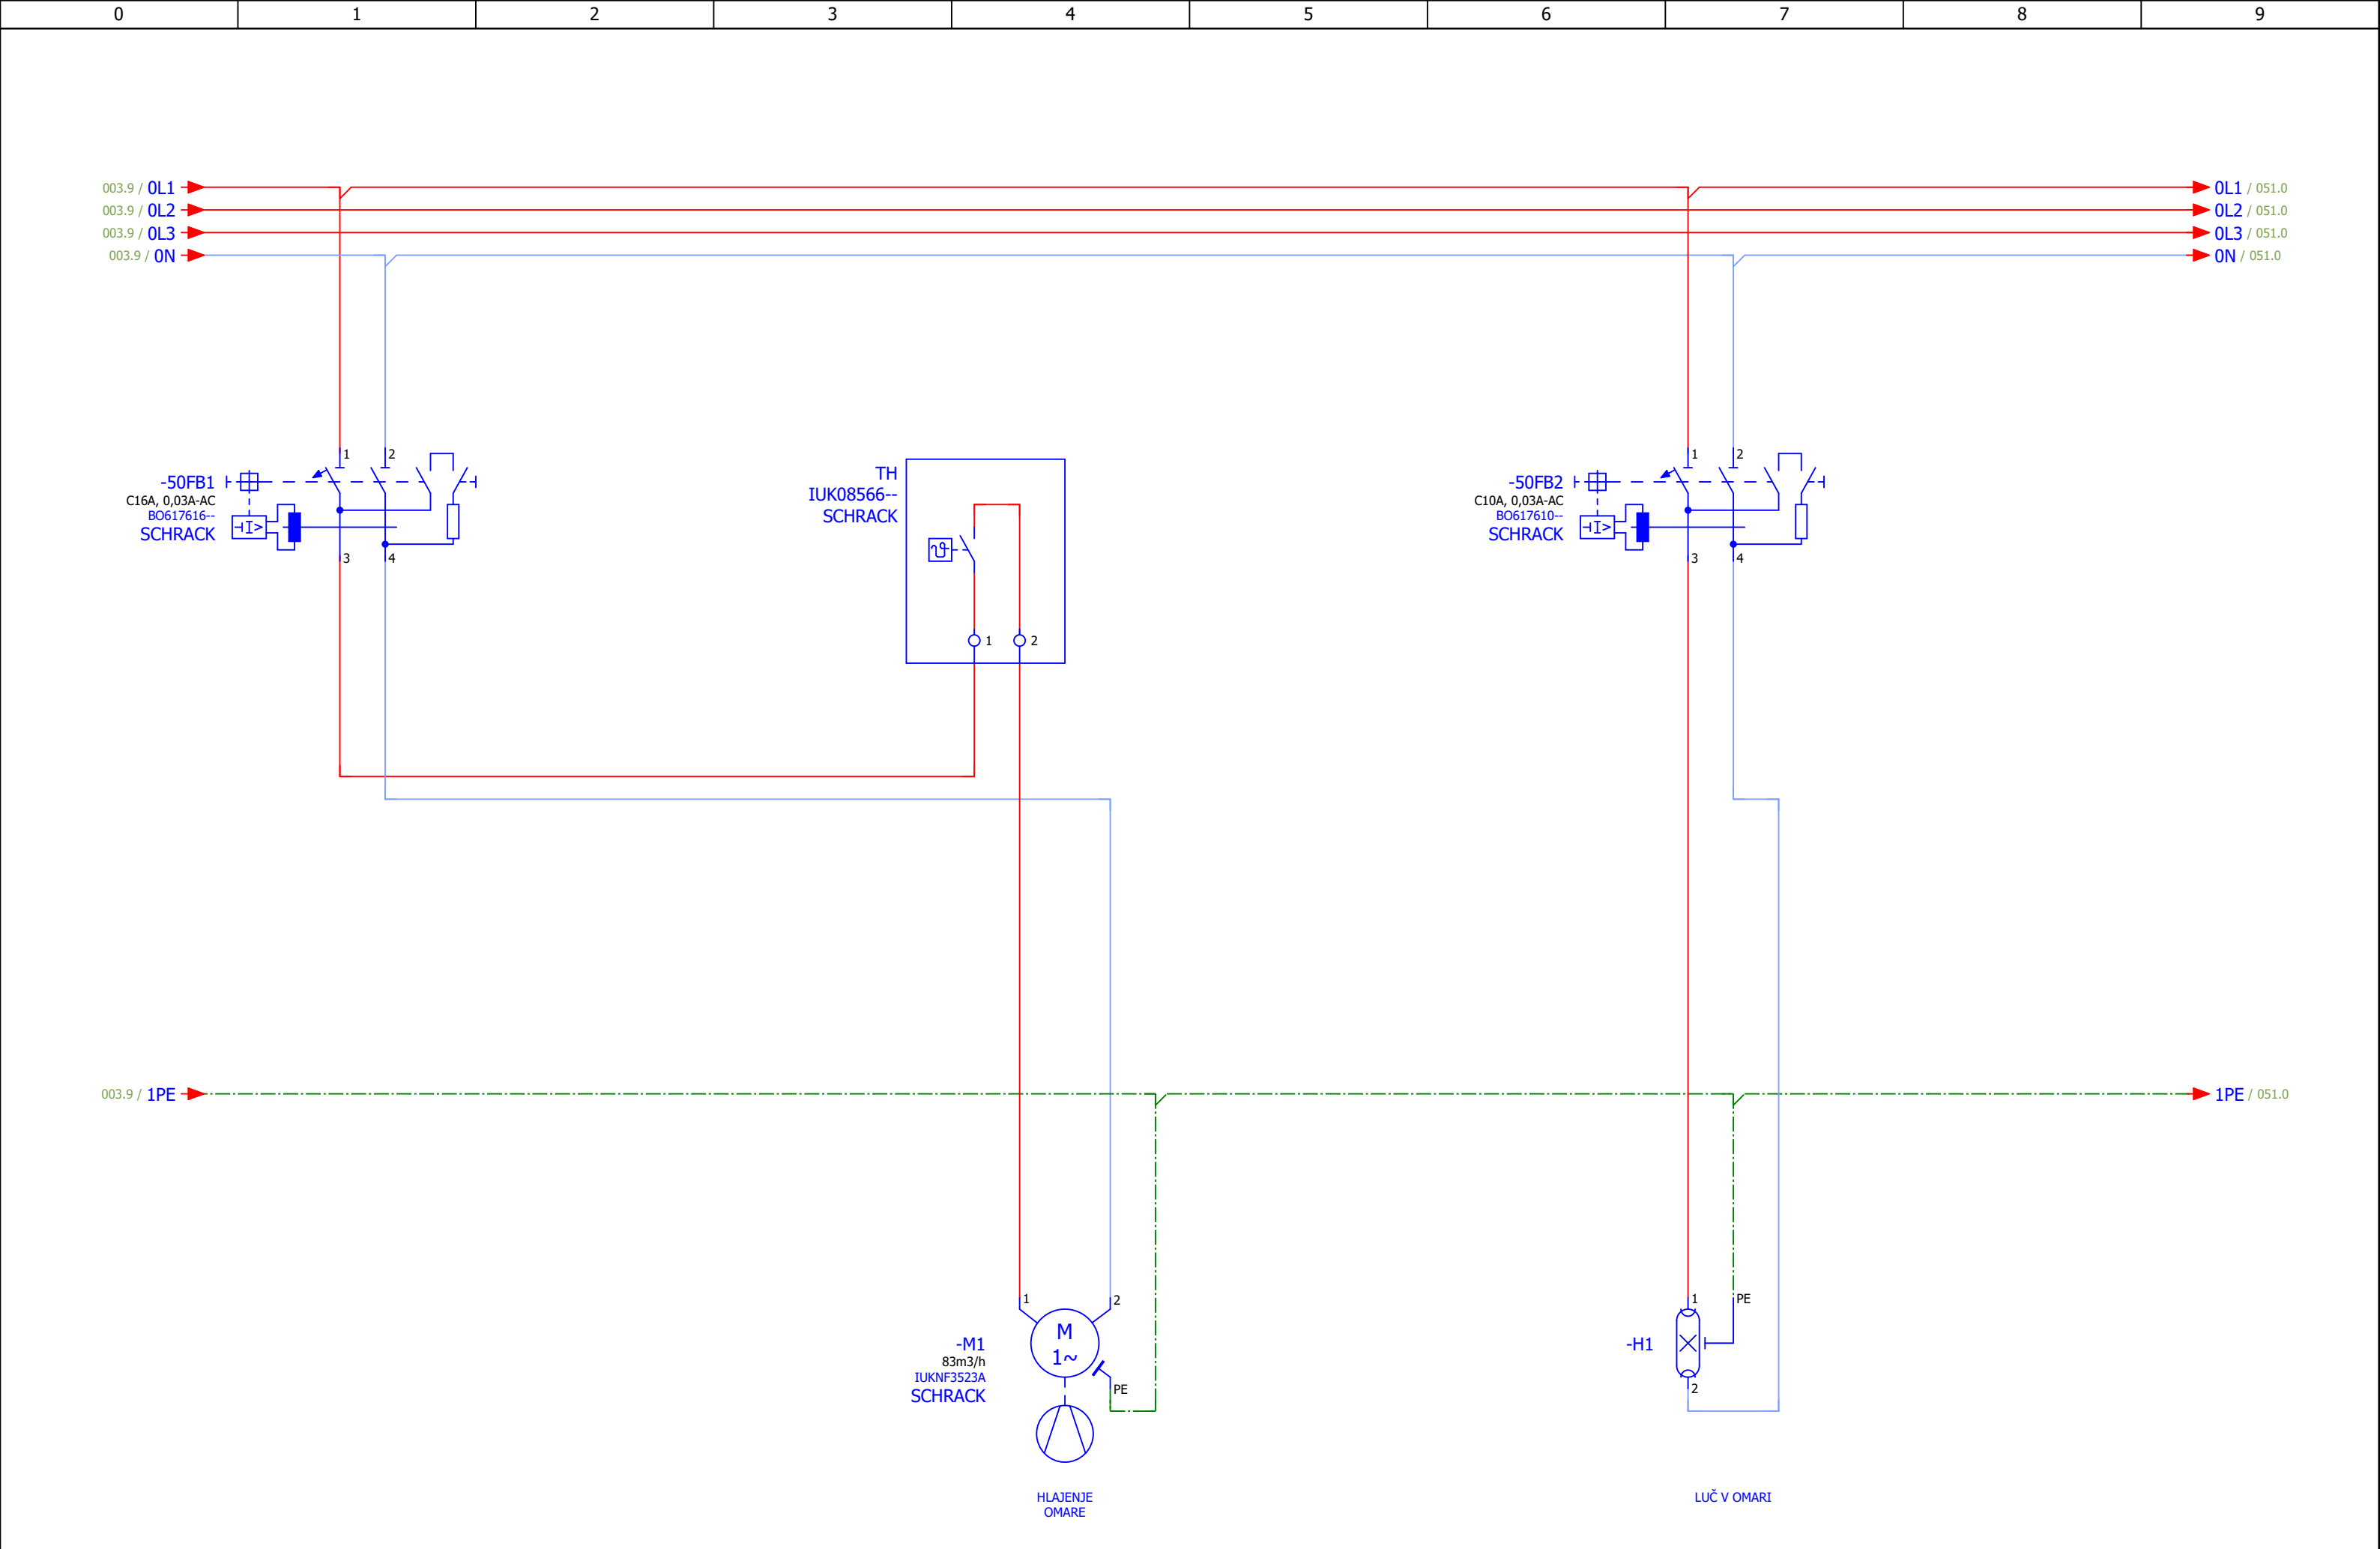 0 1 2 3 4 5 6 7 8 9
003.9 / 0L1
0L1 / 051.0
003.9 / 0L2
0L2 / 051.0
003.9 / 0L3
0L3 / 051.0
003.9 / 0N
0N / 051.0
-50FB1
C16A, 0,03A-AC
BO617616--
SCHRACK
I>
1 2
3 4
TH
IUK08566--
SCHRACK
ϑ
1 2
-50FB2
C10A, 0,03A-AC
BO617610--
SCHRACK
I>
1 2
3 4
003.9 / 1PE
1PE / 051.0
-M1
83m3/h
IUKNF3523A
SCHRACK
1 2
M
1~
PE
HLAJENJE
OMARE
-H1
1 PE
2
LUČ V OMARI